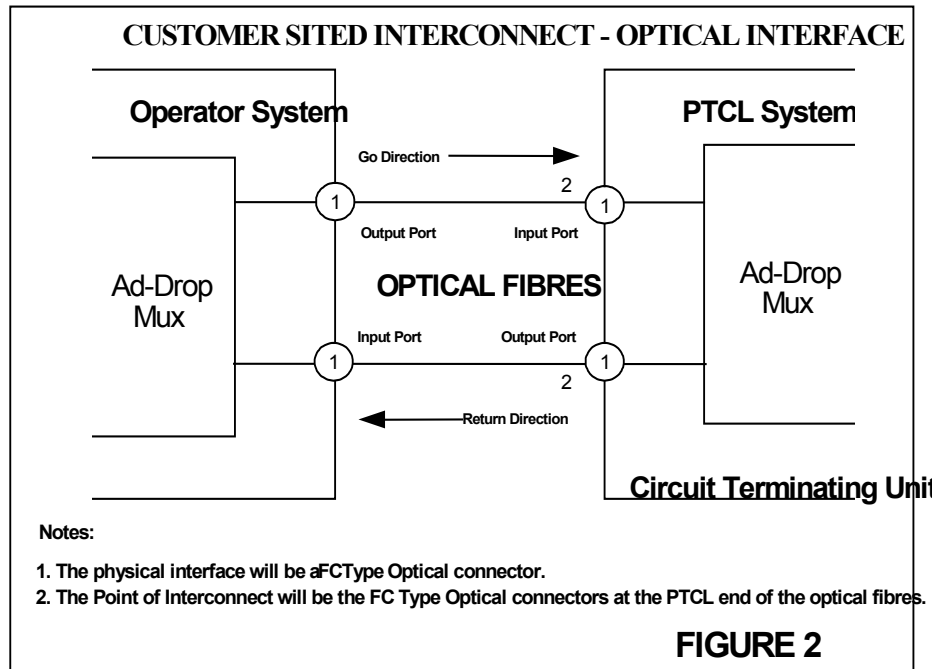 CUSTOMER SITED INTERCONNECT - OPTICAL INTERFACE
Operator System
PTCL System
Go Direction
2
1
1
Output Port
Input Port
Ad-Drop
Mux
OPTICAL FIBRES
Ad-Drop
Mux
Input Port
Output Port
1
1
2
Return Direction
Circuit Terminating Unit
Notes:
1. The physical interface will be aFCType Optical connector.
2. The Point of Interconnect will be the FC Type Optical connectors at the PTCL end of the optical fibres.
FIGURE 2